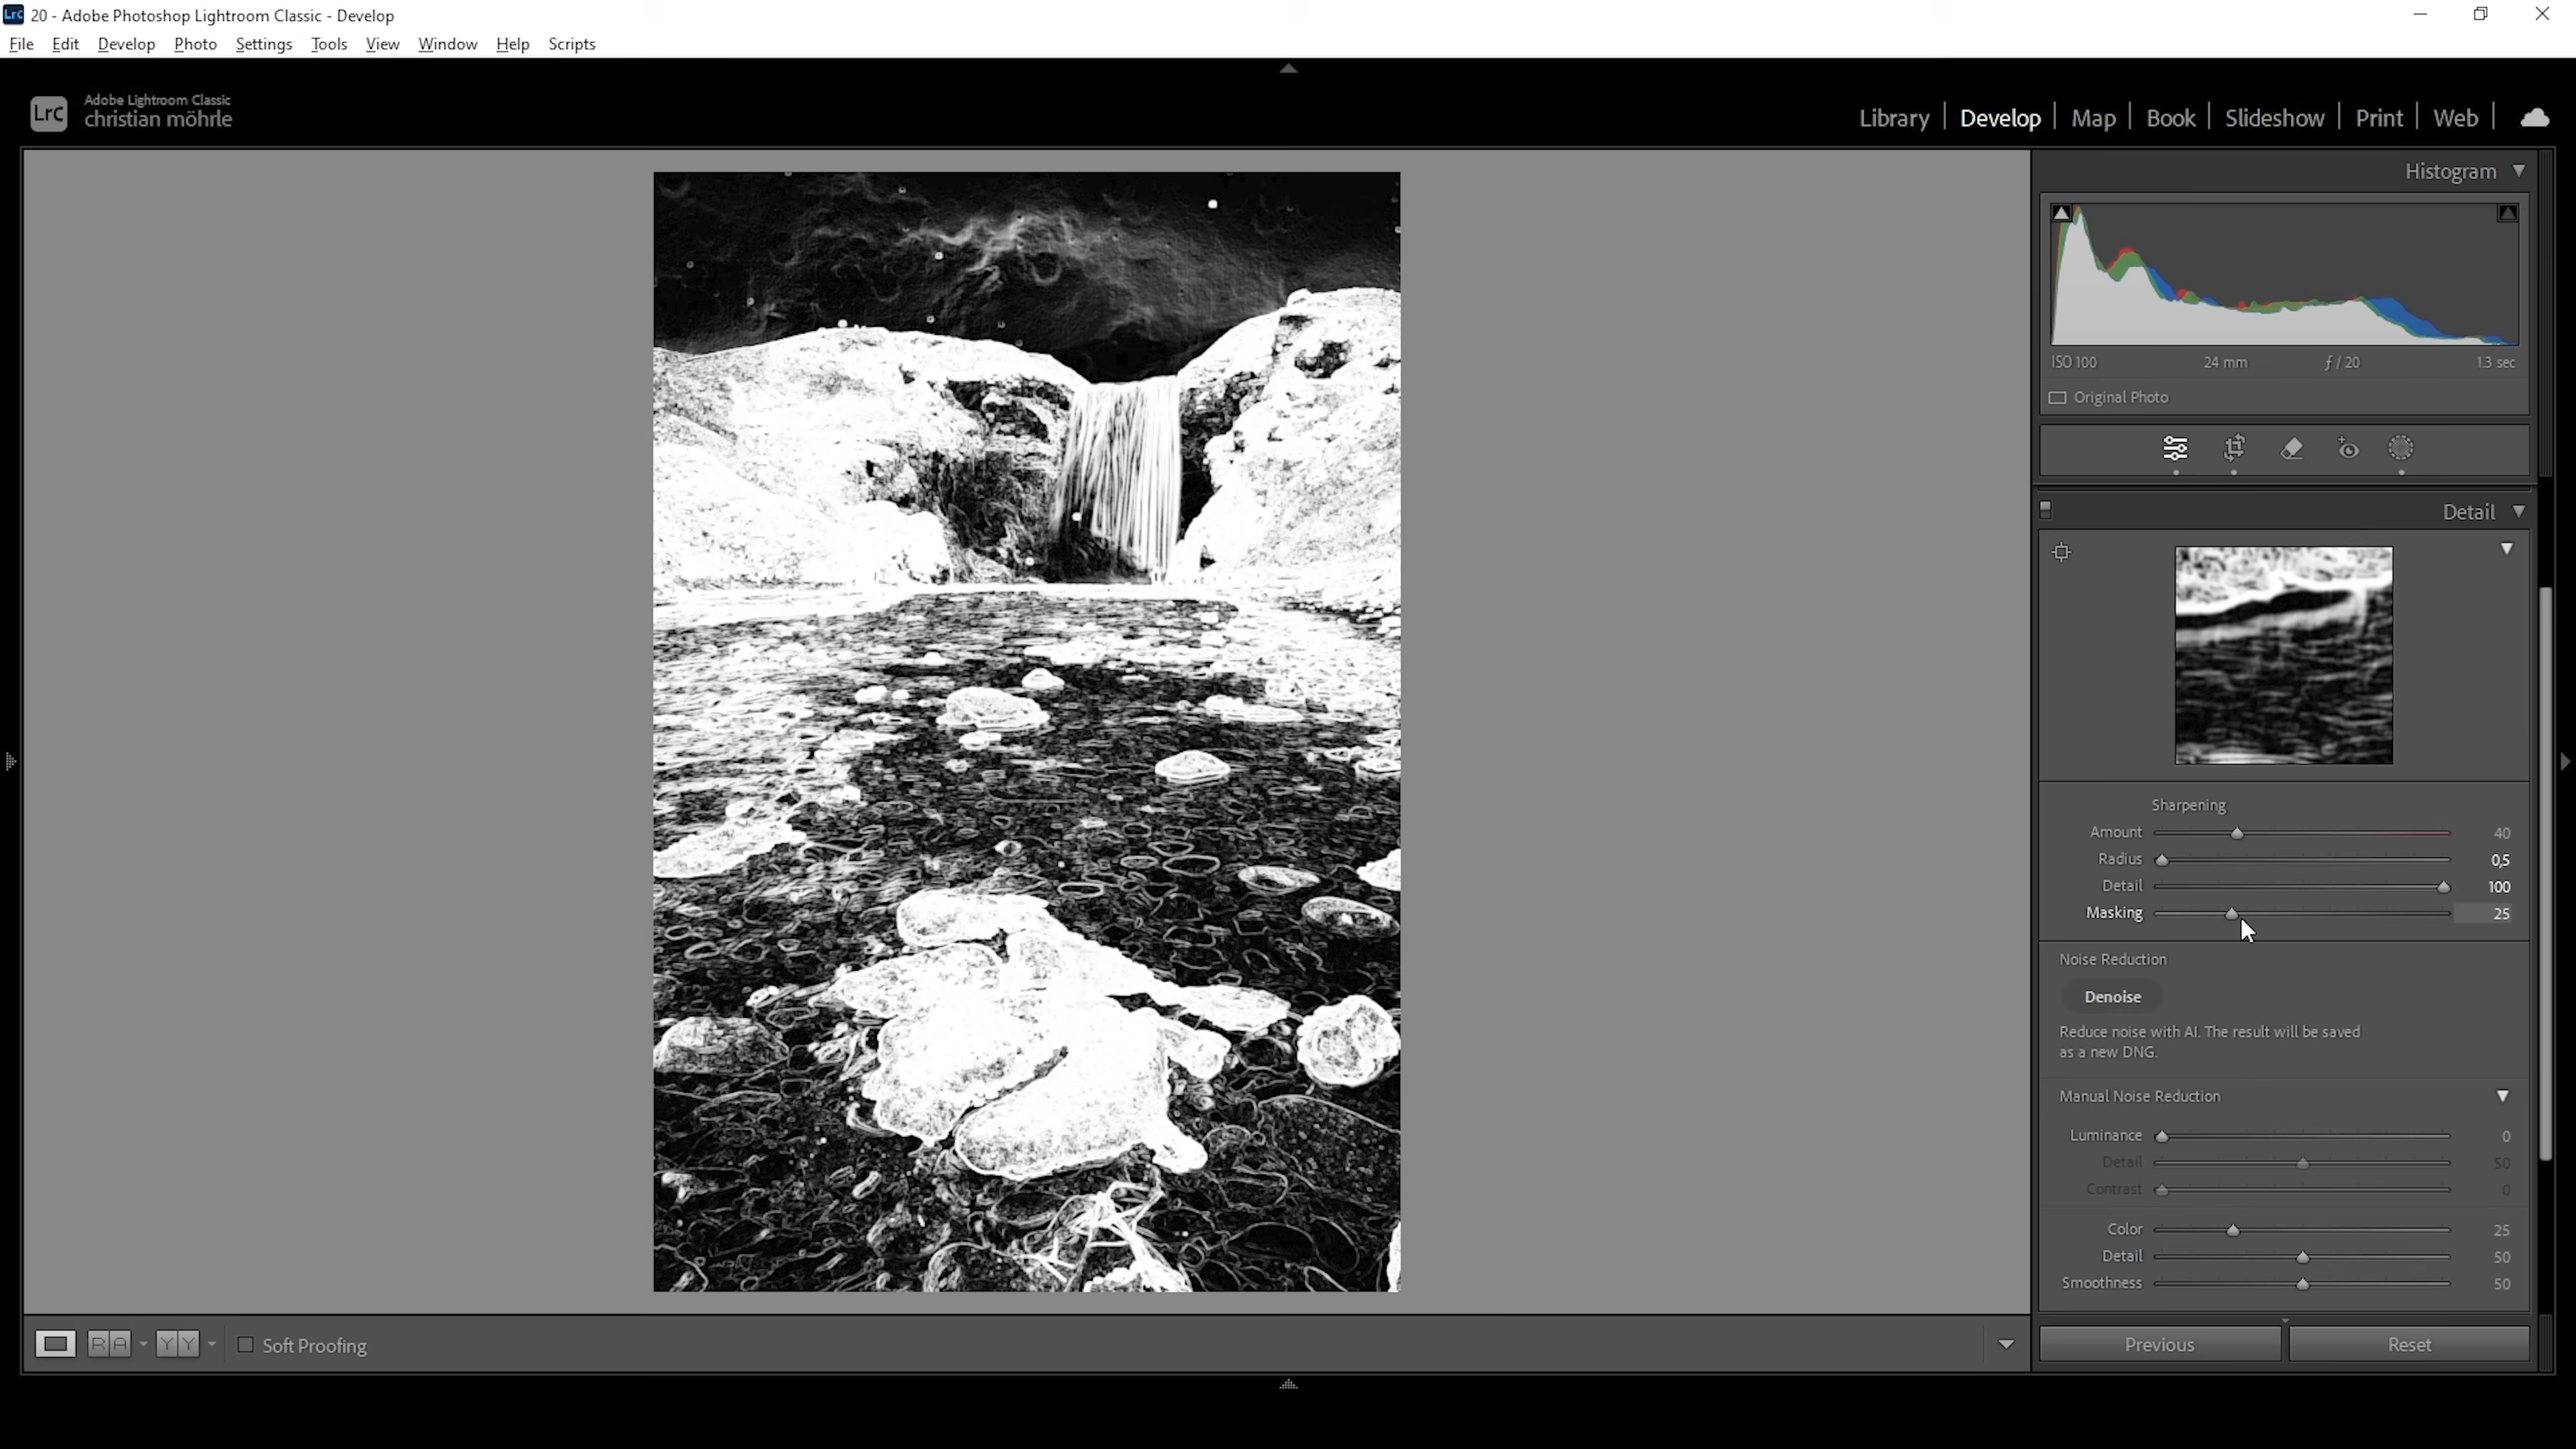 Lrc 20 - Adobe Photoshop Lightroom Classic - Develop
File Edit Develop Photo Settings Tools View Window Help Scripts
Lrc
Adobe Lightroom Classic
christian möhrle
Library | Develop | Map | Book | Slideshow | Print | Web |
Histogram
ISO 100 24 mm ƒ / 20 1.3 sec
Original Photo
Detail
Sharpening
Amount 40
Radius 0,5
Detail 100
Masking 25
Noise Reduction
Denoise
Reduce noise with AI. The result will be saved
as a new DNG.
Manual Noise Reduction
Luminance 0
Detail 50
Contrast 0
Color 25
Detail 50
Smoothness 50
R A Y Y Soft Proofing
Previous Reset